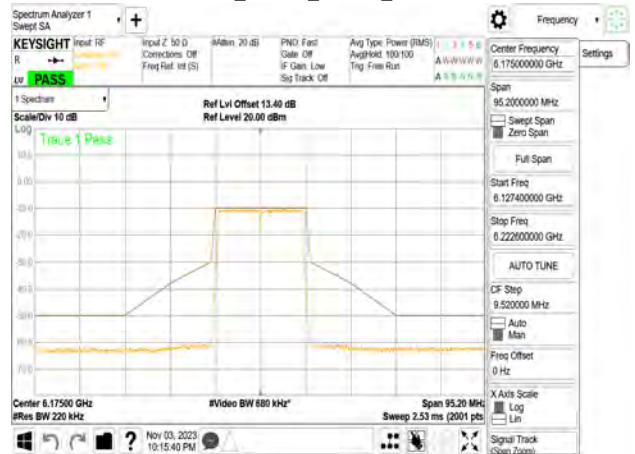 Spectrum Analyzer 1
Swept SA
+
Frequency
KEYSIGHT
R
LV PASS
Input: RF
Input Z: 50 Ω
Corrections: Off
Freq Ref: Int (S)
#Atten: 20 dB
PNO: Fast
Gate: Off
IF Gain: Low
Sig Track: Off
Avg Type: Power (RMS)
Avg|Hold: 100/100
Trig: Free Run
1 Spectrum
Scale/Div 10 dB
Ref Lvl Offset 13.40 dB
Ref Level 20.00 dBm
Log
Trace 1 Pass
10.0
0.00
Center 6.17500 GHz
#Res BW 220 kHz
#Video BW 680 kHz*
Span 95.20 MHz
Sweep 2.53 ms (2001 pts
Nov 03, 2023
10:15:40 PM
?
Settings
Center Frequency
6.175000000 GHz
Span
95.2000000 MHz
Swept Span
Zero Span
Full Span
Start Freq
6.127400000 GHz
Stop Freq
6.222600000 GHz
AUTO TUNE
CF Step
9.520000 MHz
Auto
Man
Freq Offset
0 Hz
X Axis Scale
Log
Lin
Signal Track
(Span Zoom)